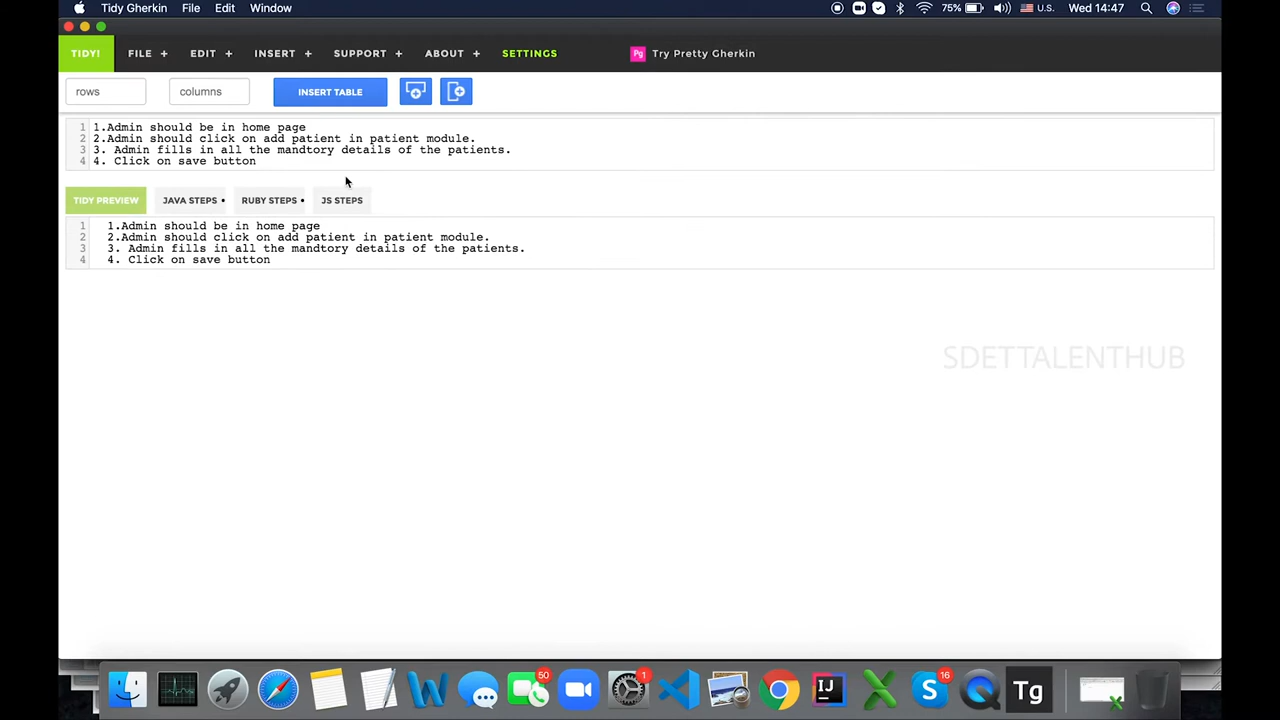 Tidy Gherkin File Edit Window 75% U.S. Wed 14:47
TIDY! FILE + EDIT + INSERT + SUPPORT + ABOUT + SETTINGS Pg Try Pretty Gherkin
rows columns INSERT TABLE
1 1.Admin should be in home page
2 2.Admin should click on add patient in patient module.
3 3. Admin fills in all the mandtory details of the patients.
4 4. Click on save button
TIDY PREVIEW JAVA STEPS • RUBY STEPS • JS STEPS
1 1.Admin should be in home page
2 2.Admin should click on add patient in patient module.
3 3. Admin fills in all the mandtory details of the patients.
4 4. Click on save button
SDETTALENTHUB
50 1 IJ 16 Tg